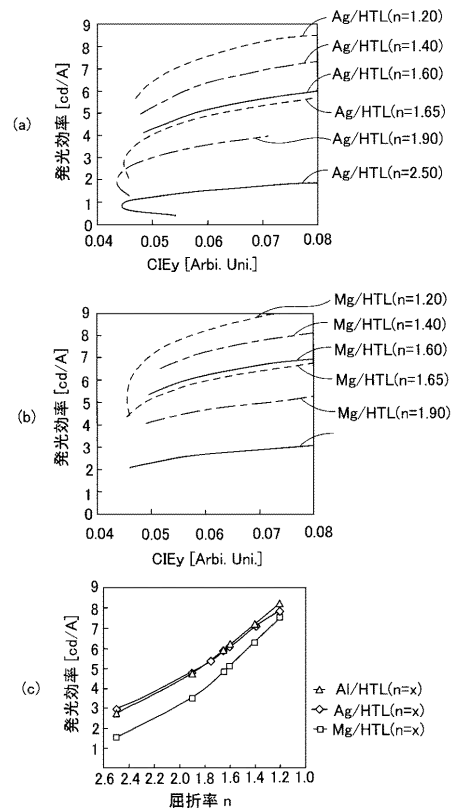 (a)
発光効率 [cd/A]
9
8
7
6
5
4
3
2
1
0
0.04
0.05
0.06
0.07
0.08
CIEy [Arbi. Uni.]
Ag/HTL(n=1.20)
Ag/HTL(n=1.40)
Ag/HTL(n=1.60)
Ag/HTL(n=1.65)
Ag/HTL(n=1.90)
Ag/HTL(n=2.50)
(b)
発光効率 [cd/A]
9
8
7
6
5
4
3
2
1
0
0.04
0.05
0.06
0.07
0.08
CIEy [Arbi. Uni.]
Mg/HTL(n=1.20)
Mg/HTL(n=1.40)
Mg/HTL(n=1.60)
Mg/HTL(n=1.65)
Mg/HTL(n=1.90)
(c)
発光効率 [cd/A]
9
8
7
6
5
4
3
2
1
2.6
2.4
2.2
2.0
1.8
1.6
1.4
1.2
1.0
屈折率 n
Al/HTL(n=x)
Ag/HTL(n=x)
Mg/HTL(n=x)